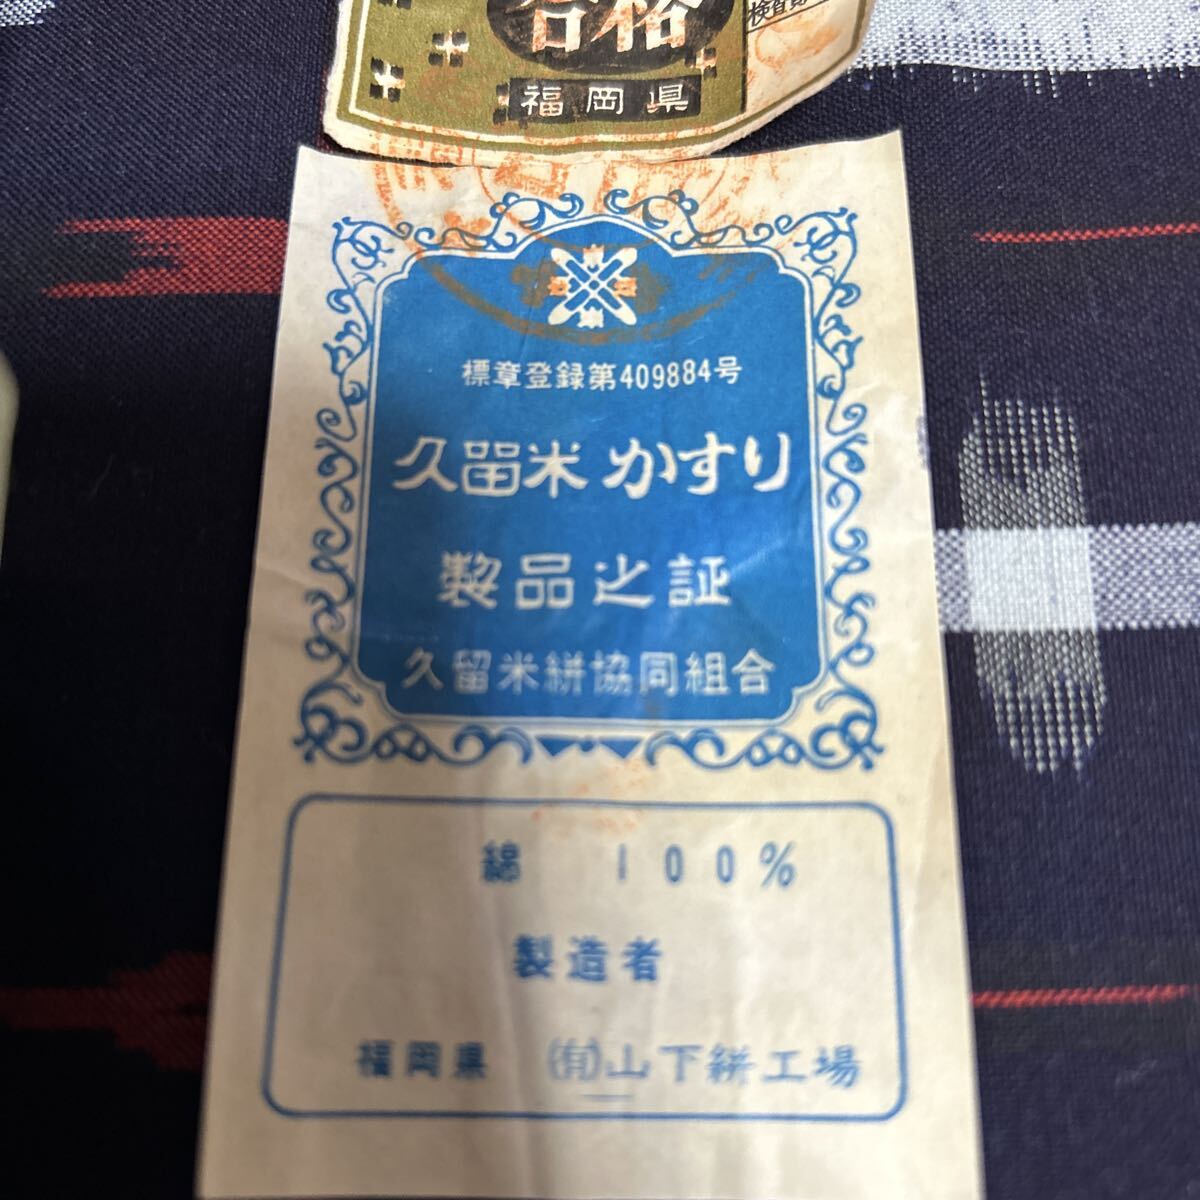 合格
福岡県
標章登録第409884号
久留米かすり
製品之証
久留米絣協同組合
綿 100%
製造者
福岡県 ㈲山下絣工場